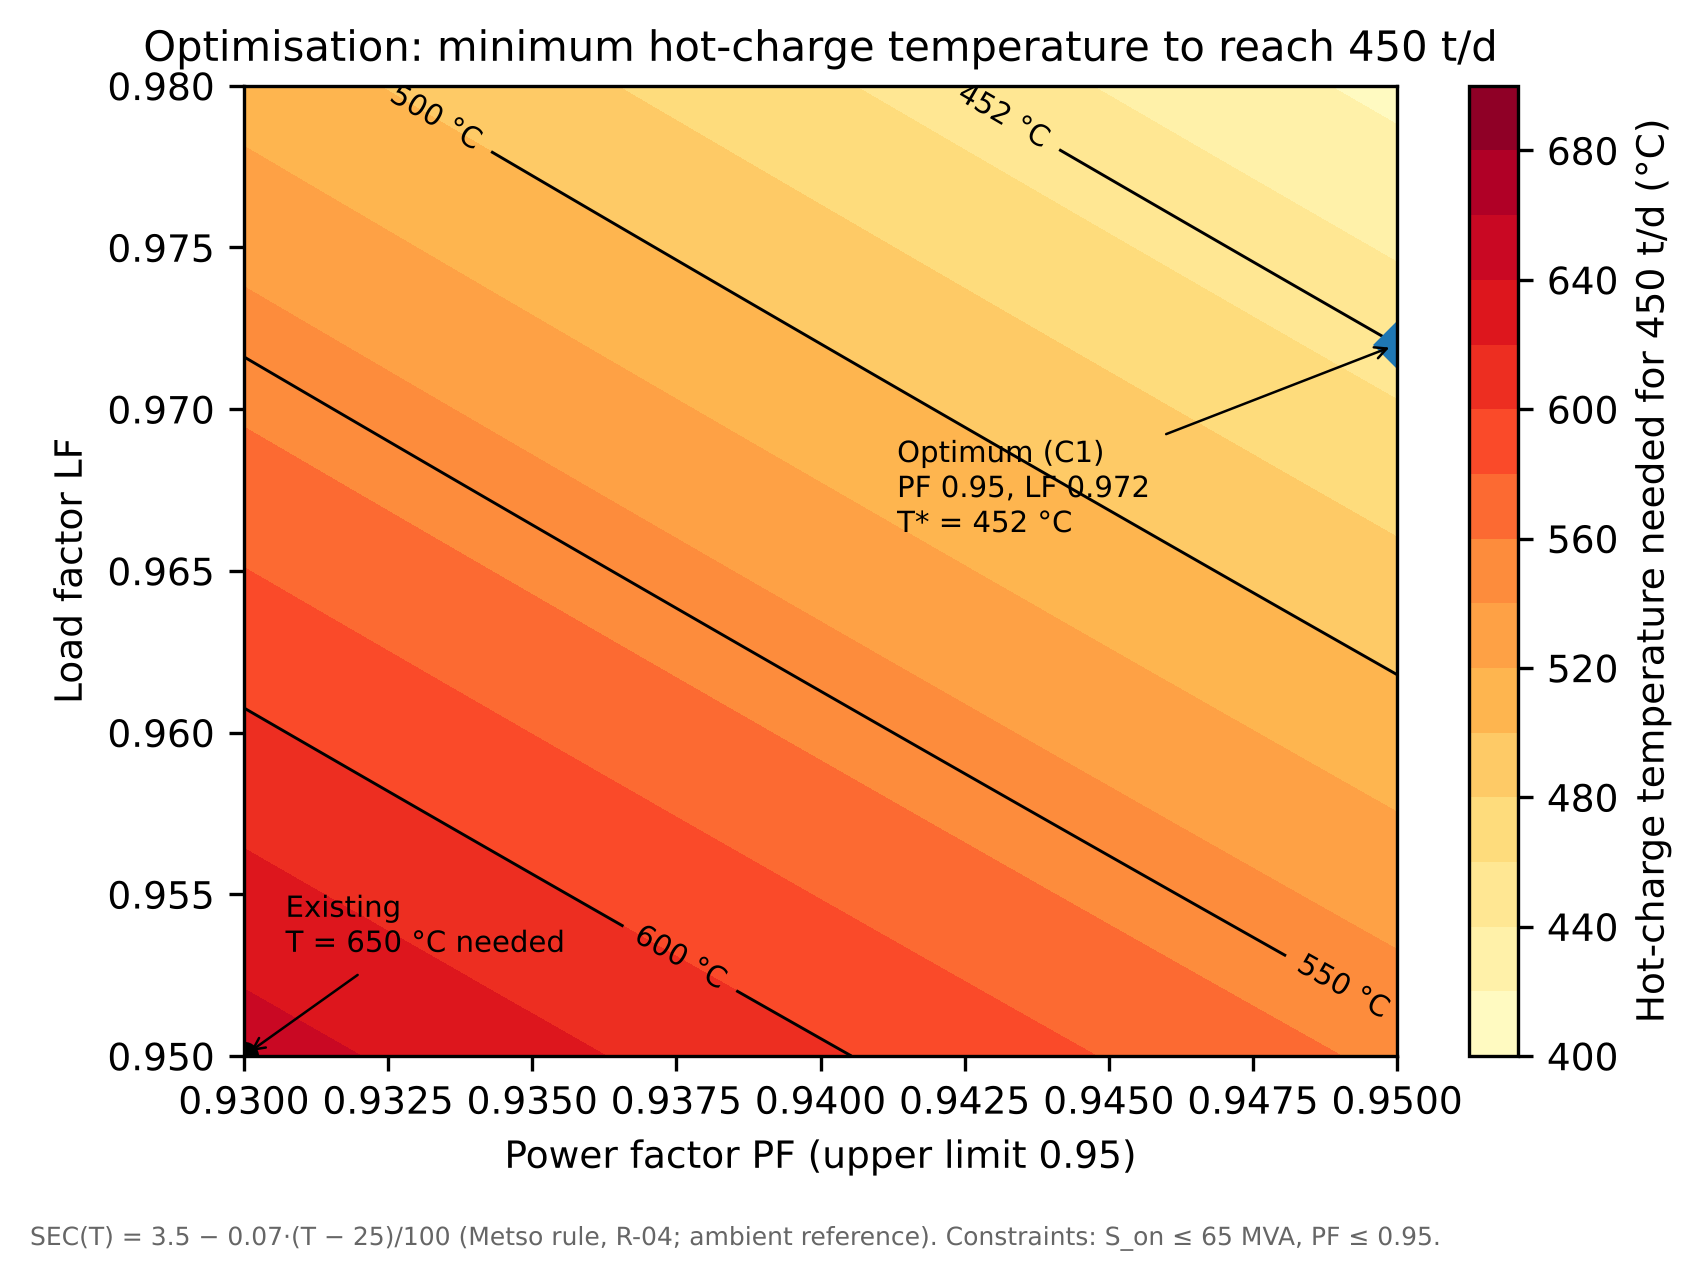 Optimisation: minimum hot-charge temperature to reach 450 t/d
0.980
0.975
0.970
0.965
0.960
0.955
0.950
Load factor LF
500 °C
452 °C
Optimum (C1)
PF 0.95, LF 0.972
T* = 452 °C
Existing
T = 650 °C needed
600 °C
550 °C
0.9300 0.9325 0.9350 0.9375 0.9400 0.9425 0.9450 0.9475 0.9500
Power factor PF (upper limit 0.95)
680
640
600
560
520
480
440
400
Hot-charge temperature needed for 450 t/d (°C)
SEC(T) = 3.5 − 0.07·(T − 25)/100 (Metso rule, R-04; ambient reference). Constraints: S_on ≤ 65 MVA, PF ≤ 0.95.